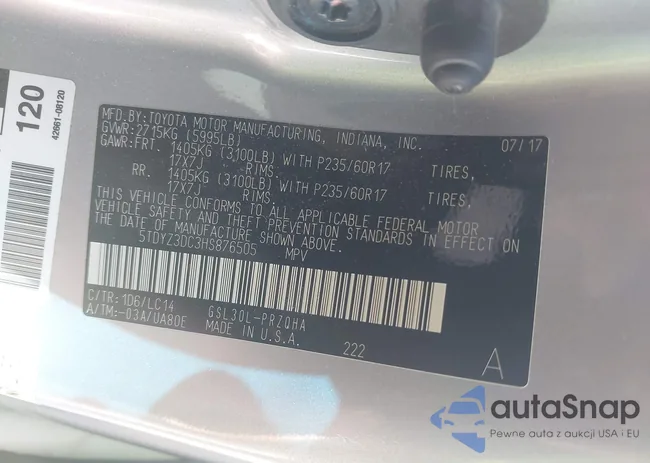 120
42661-08120
MFD.BY:TOYOTA MOTOR MANUFACTURING, INDIANA, INC.
GVWR:2715KG (5995LB) 07/17
GAWR:FRT. 1405KG (3,100LB) WITH P235/60R17 TIRES,
17X7J RIMS.
RR. 1405KG (3100LB) WITH P235/60R17 TIRES,
17X7J RIMS.
THIS VEHICLE CONFORMS TO ALL APPLICABLE FEDERAL MOTOR
VEHICLE SAFETY AND THEFT PREVENTION STANDARDS IN EFFECT
ON THE DATE OF MANUFACTURE SHOWN ABOVE.
5TDYZ3DC3HS876505 MPV
C/TR:1D6/LC14 GSL30L-PRZQHA
A/TM:-03A/UA80E MADE IN U.S.A.
222 A
autaSnap
Pewne auta z aukcji USA i EU